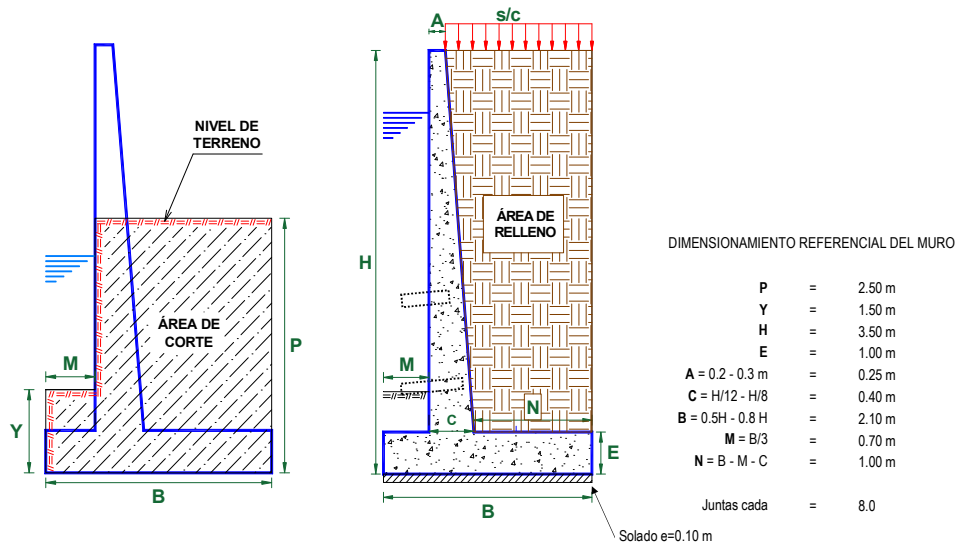 NIVEL DE
TERRENO
ÁREA DE
CORTE
M
Y
P
B
A
s/c
H
ÁREA DE
RELLENO
M
C
N
E
B
Solado e=0.10 m
DIMENSIONAMIENTO REFERENCIAL DEL MURO
P = 2.50 m
Y = 1.50 m
H = 3.50 m
E = 1.00 m
A = 0.2 - 0.3 m = 0.25 m
C = H/12 - H/8 = 0.40 m
B = 0.5H - 0.8 H = 2.10 m
M = B/3 = 0.70 m
N = B - M - C = 1.00 m
Juntas cada = 8.0